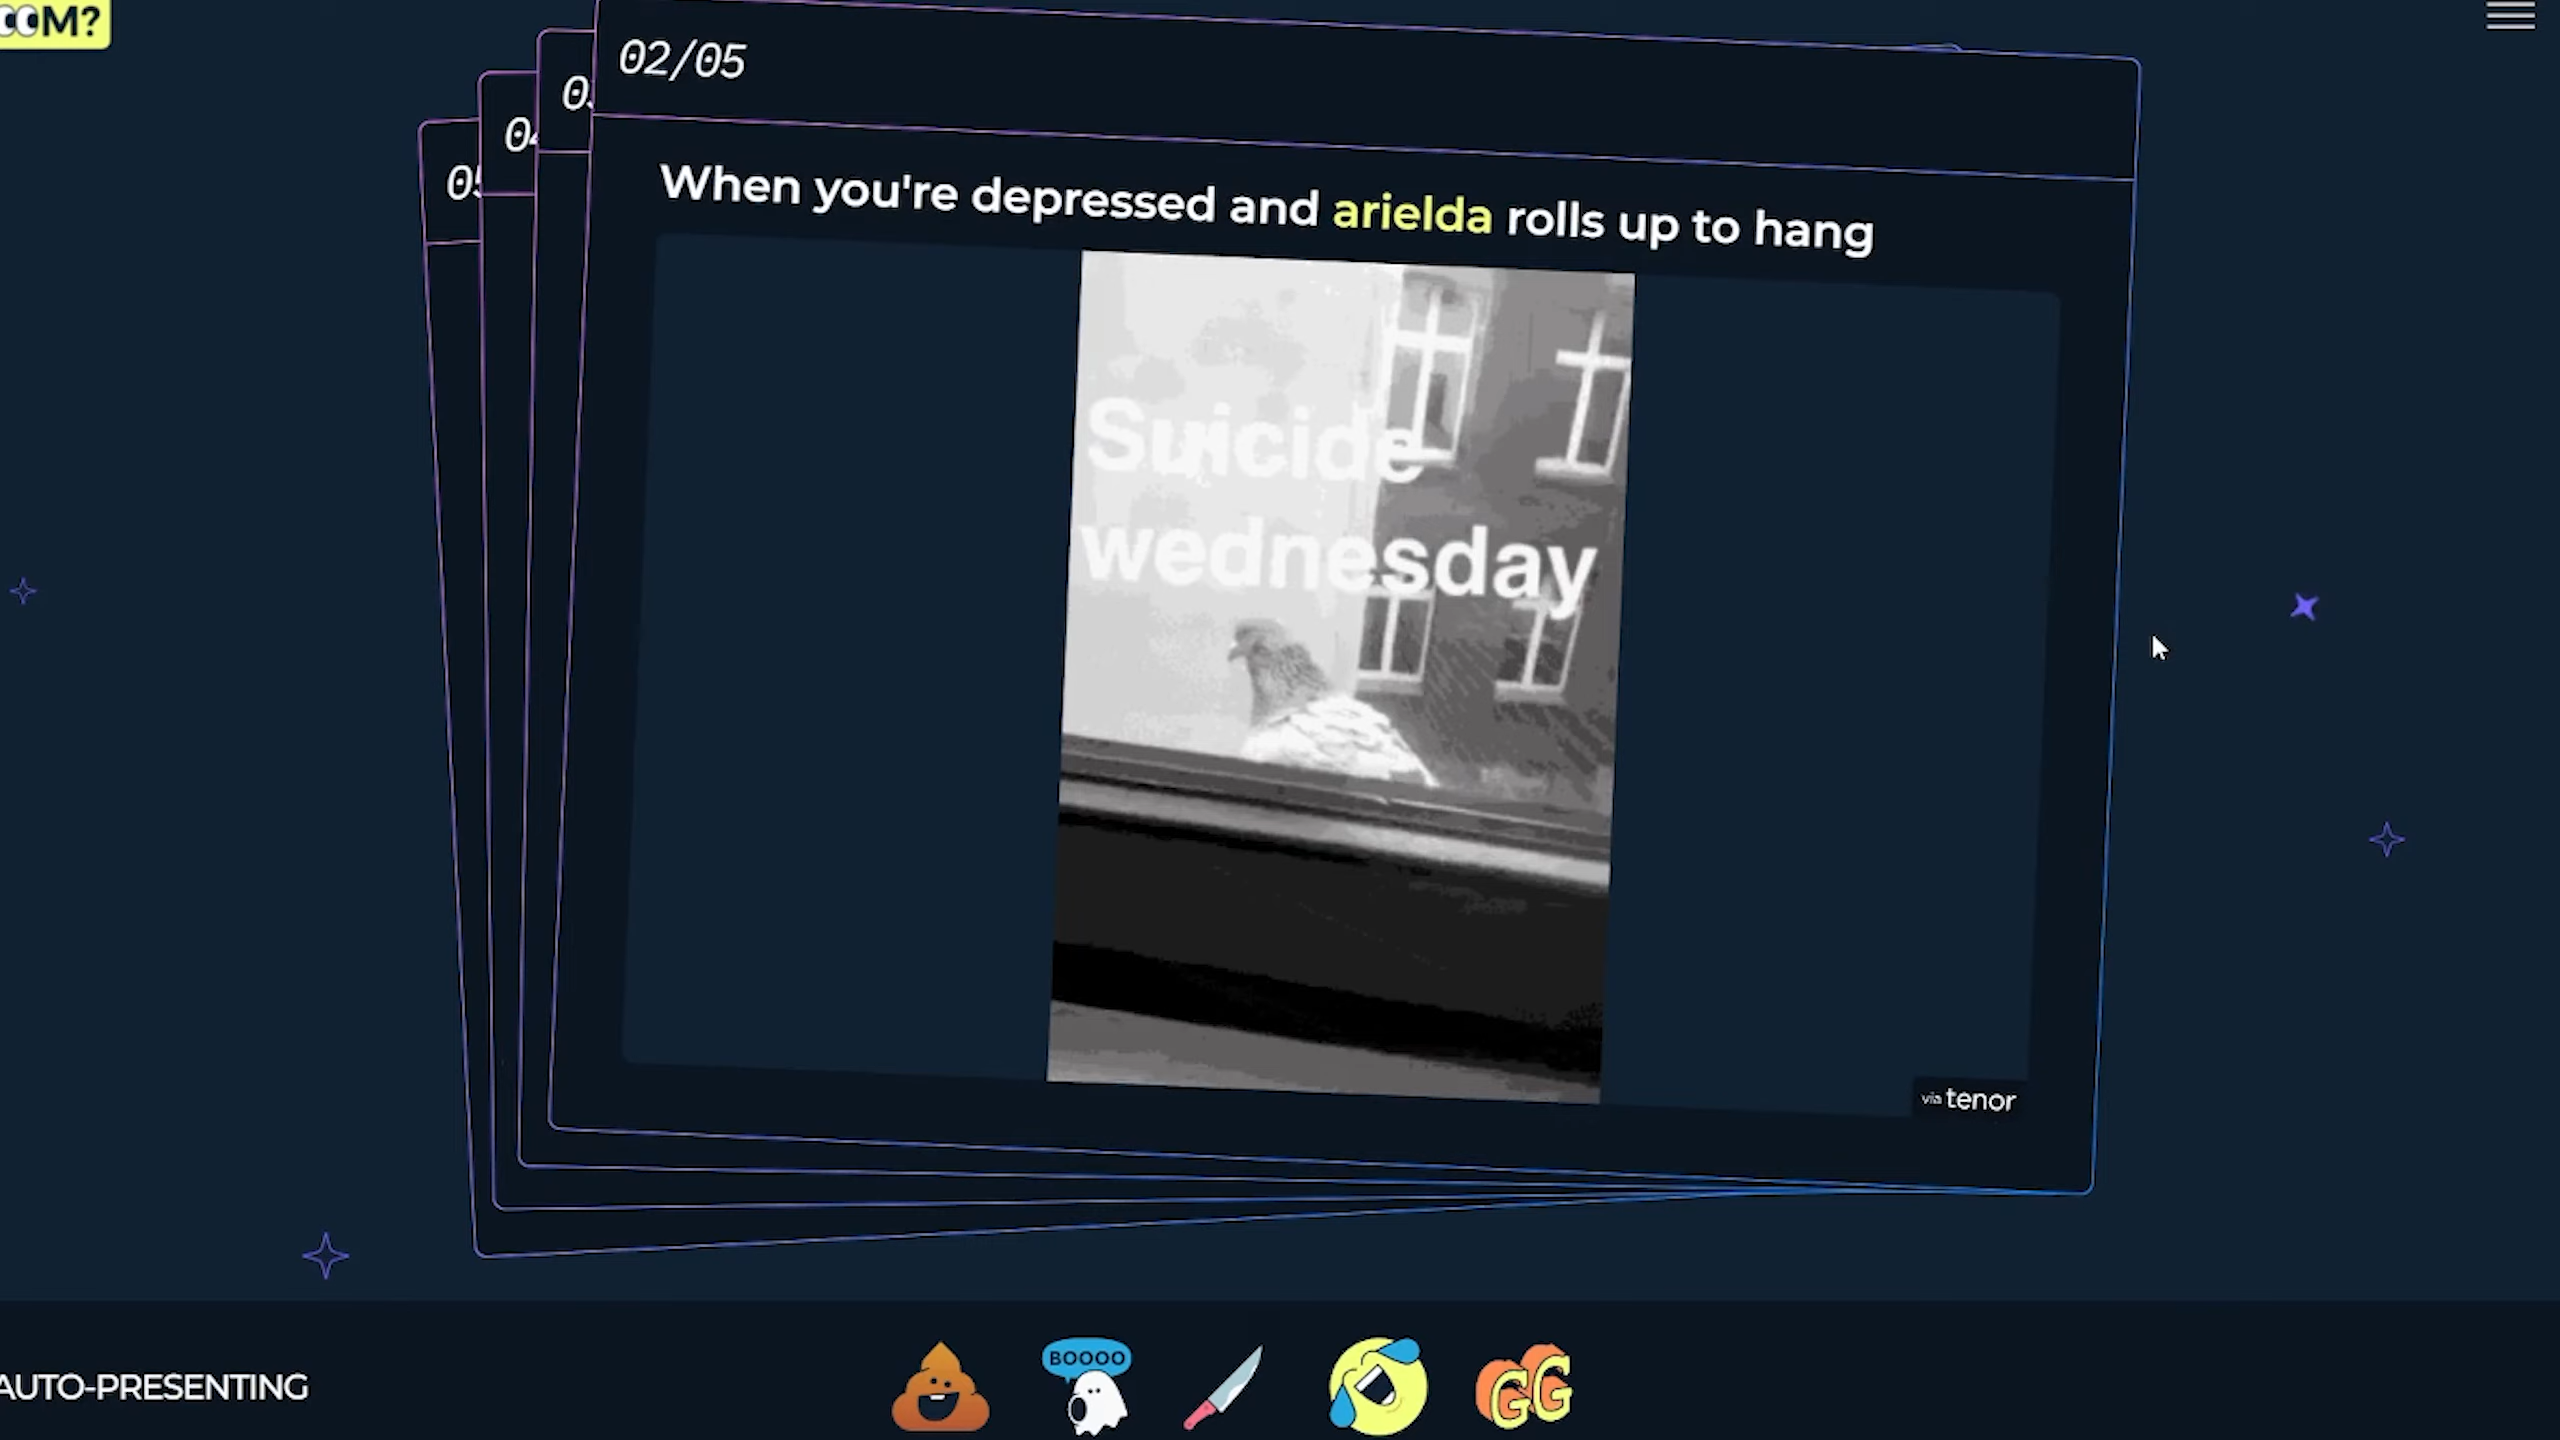 M?
02/05
When you're depressed and arielda rolls up to hang
Suicide
wednesday
via tenor
AUTO-PRESENTING
BOOOO
GG